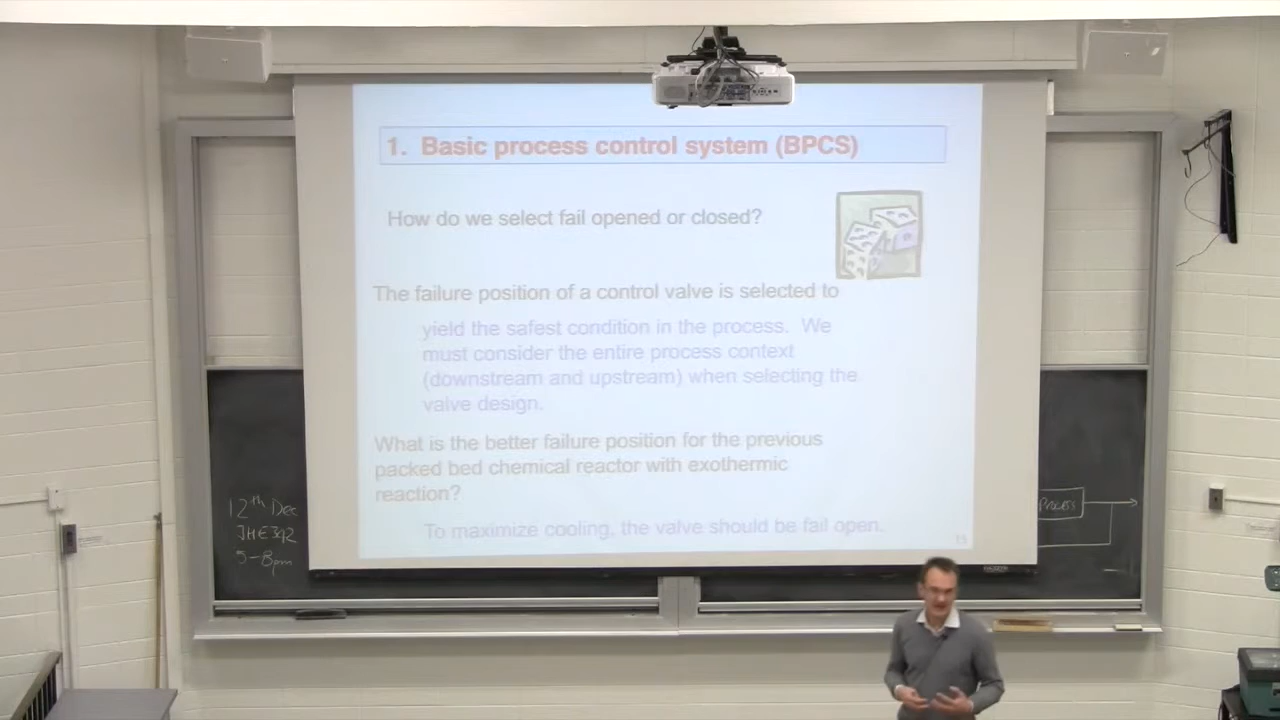 1. Basic process control system (BPCS)
How do we select fail opened or closed?
The failure position of a control valve is selected to
yield the safest condition in the process. We
must consider the entire process context
(downstream and upstream) when selecting the
valve design.
What is the better failure position for the previous
packed bed chemical reactor with exothermic
reaction?
To maximize cooling, the valve should be fail open.
15
12th Dec
JHE 392
5-8pm
PROCESS